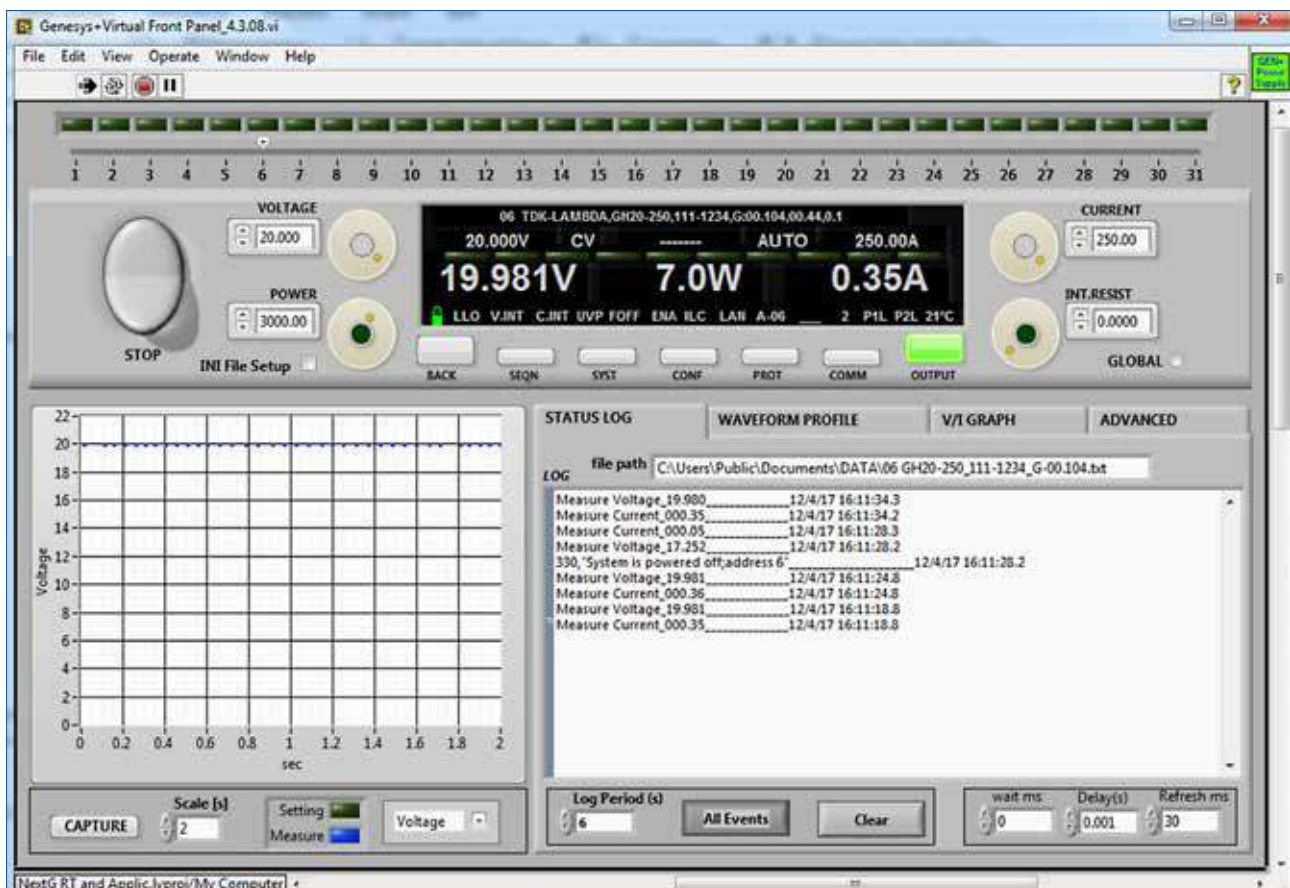 Genesys+Virtual Front Panel_4.3.08.vi
File Edit View Operate Window Help
GEN+
Power
Supply
1 2 3 4 5 6 7 8 9 10 11 12 13 14 15 16 17 18 19 20 21 22 23 24 25 26 27 28 29 30 31
VOLTAGE
20.000
POWER
3000.00
STOP
INI File Setup
06 TDK-LAMBDA,GH20-250,111-1234,G:00.104,00.44,0.1
20.000V CV ------- AUTO 250.00A
19.981V 7.0W 0.35A
LLO V.INT C.INT UVP FOFF ENA ILC LAN A-06 ___ 2 P1L P2L 21°C
BACK SEQN SYST CONF PROT COMM OUTPUT
CURRENT
250.00
INT.RESIST
0.0000
GLOBAL
22
20
18
16
14
12
10
8
6
4
2
0
Voltage
0 0.2 0.4 0.6 0.8 1 1.2 1.4 1.6 1.8 2
sec
CAPTURE
Scale [s]
2
Setting
Measure
Voltage
STATUS LOG WAVEFORM PROFILE V/I GRAPH ADVANCED
file path C:\Users\Public\Documents\DATA\06 GH20-250_111-1234_G-00.104.txt
LOG
Measure Voltage_19.980____________12/4/17 16:11:34.3
Measure Current_000.35____________12/4/17 16:11:34.2
Measure Current_000.05____________12/4/17 16:11:28.3
Measure Voltage_17.252____________12/4/17 16:11:28.2
330,"System is powered off;address 6"__________________12/4/17 16:11:28.2
Measure Voltage_19.981____________12/4/17 16:11:24.8
Measure Current_000.36____________12/4/17 16:11:24.8
Measure Voltage_19.981____________12/4/17 16:11:18.8
Measure Current_000.35____________12/4/17 16:11:18.8
Log Period (s)
6
All Events
Clear
wait ms Delay(s) Refresh ms
0 0.001 30
NextG RT and Applic.lvproj/My Computer